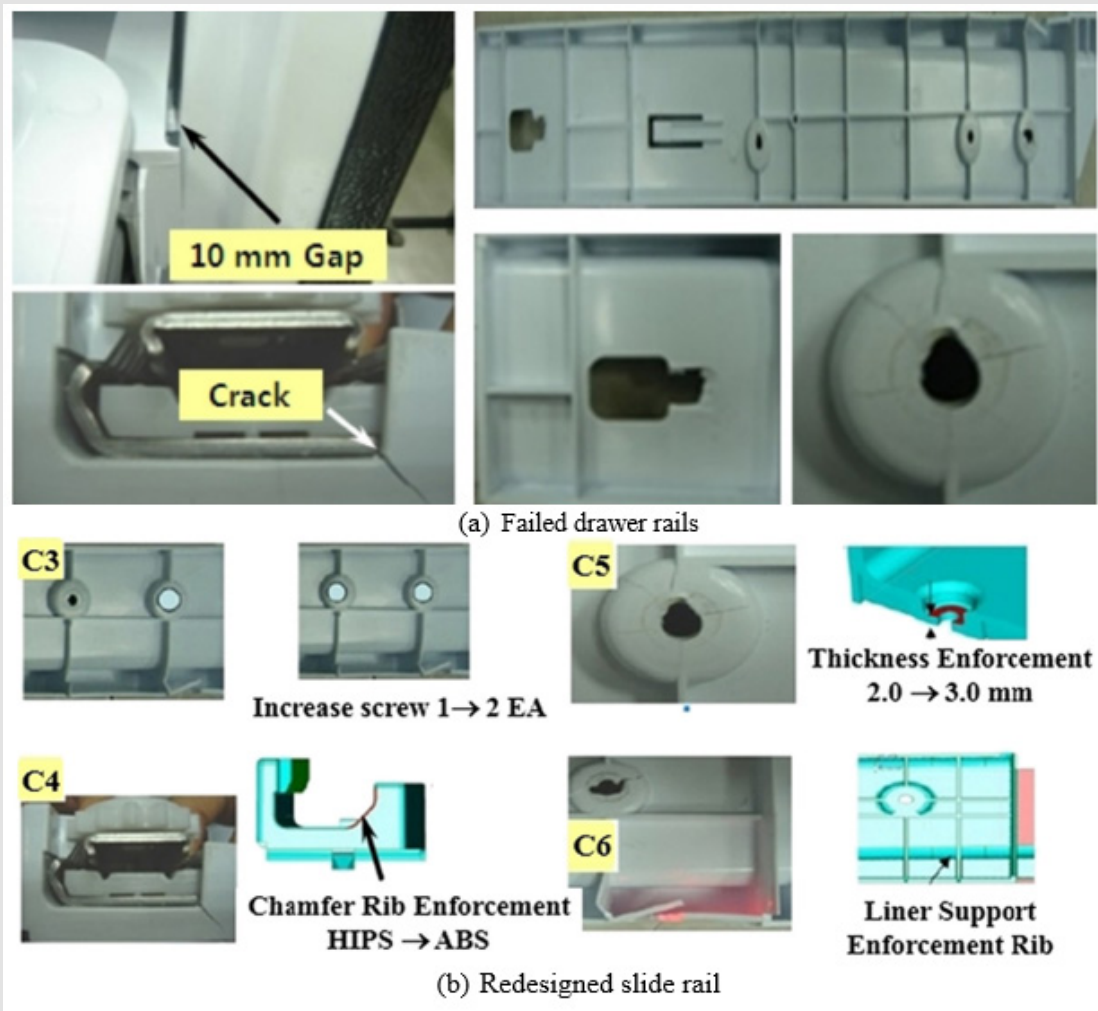 10 mm Gap
Crack
(a) Failed drawer rails
C3
Increase screw 1→ 2 EA
C5
Thickness Enforcement
2.0 → 3.0 mm
C4
Chamfer Rib Enforcement
HIPS → ABS
C6
Liner Support
Enforcement Rib
(b) Redesigned slide rail